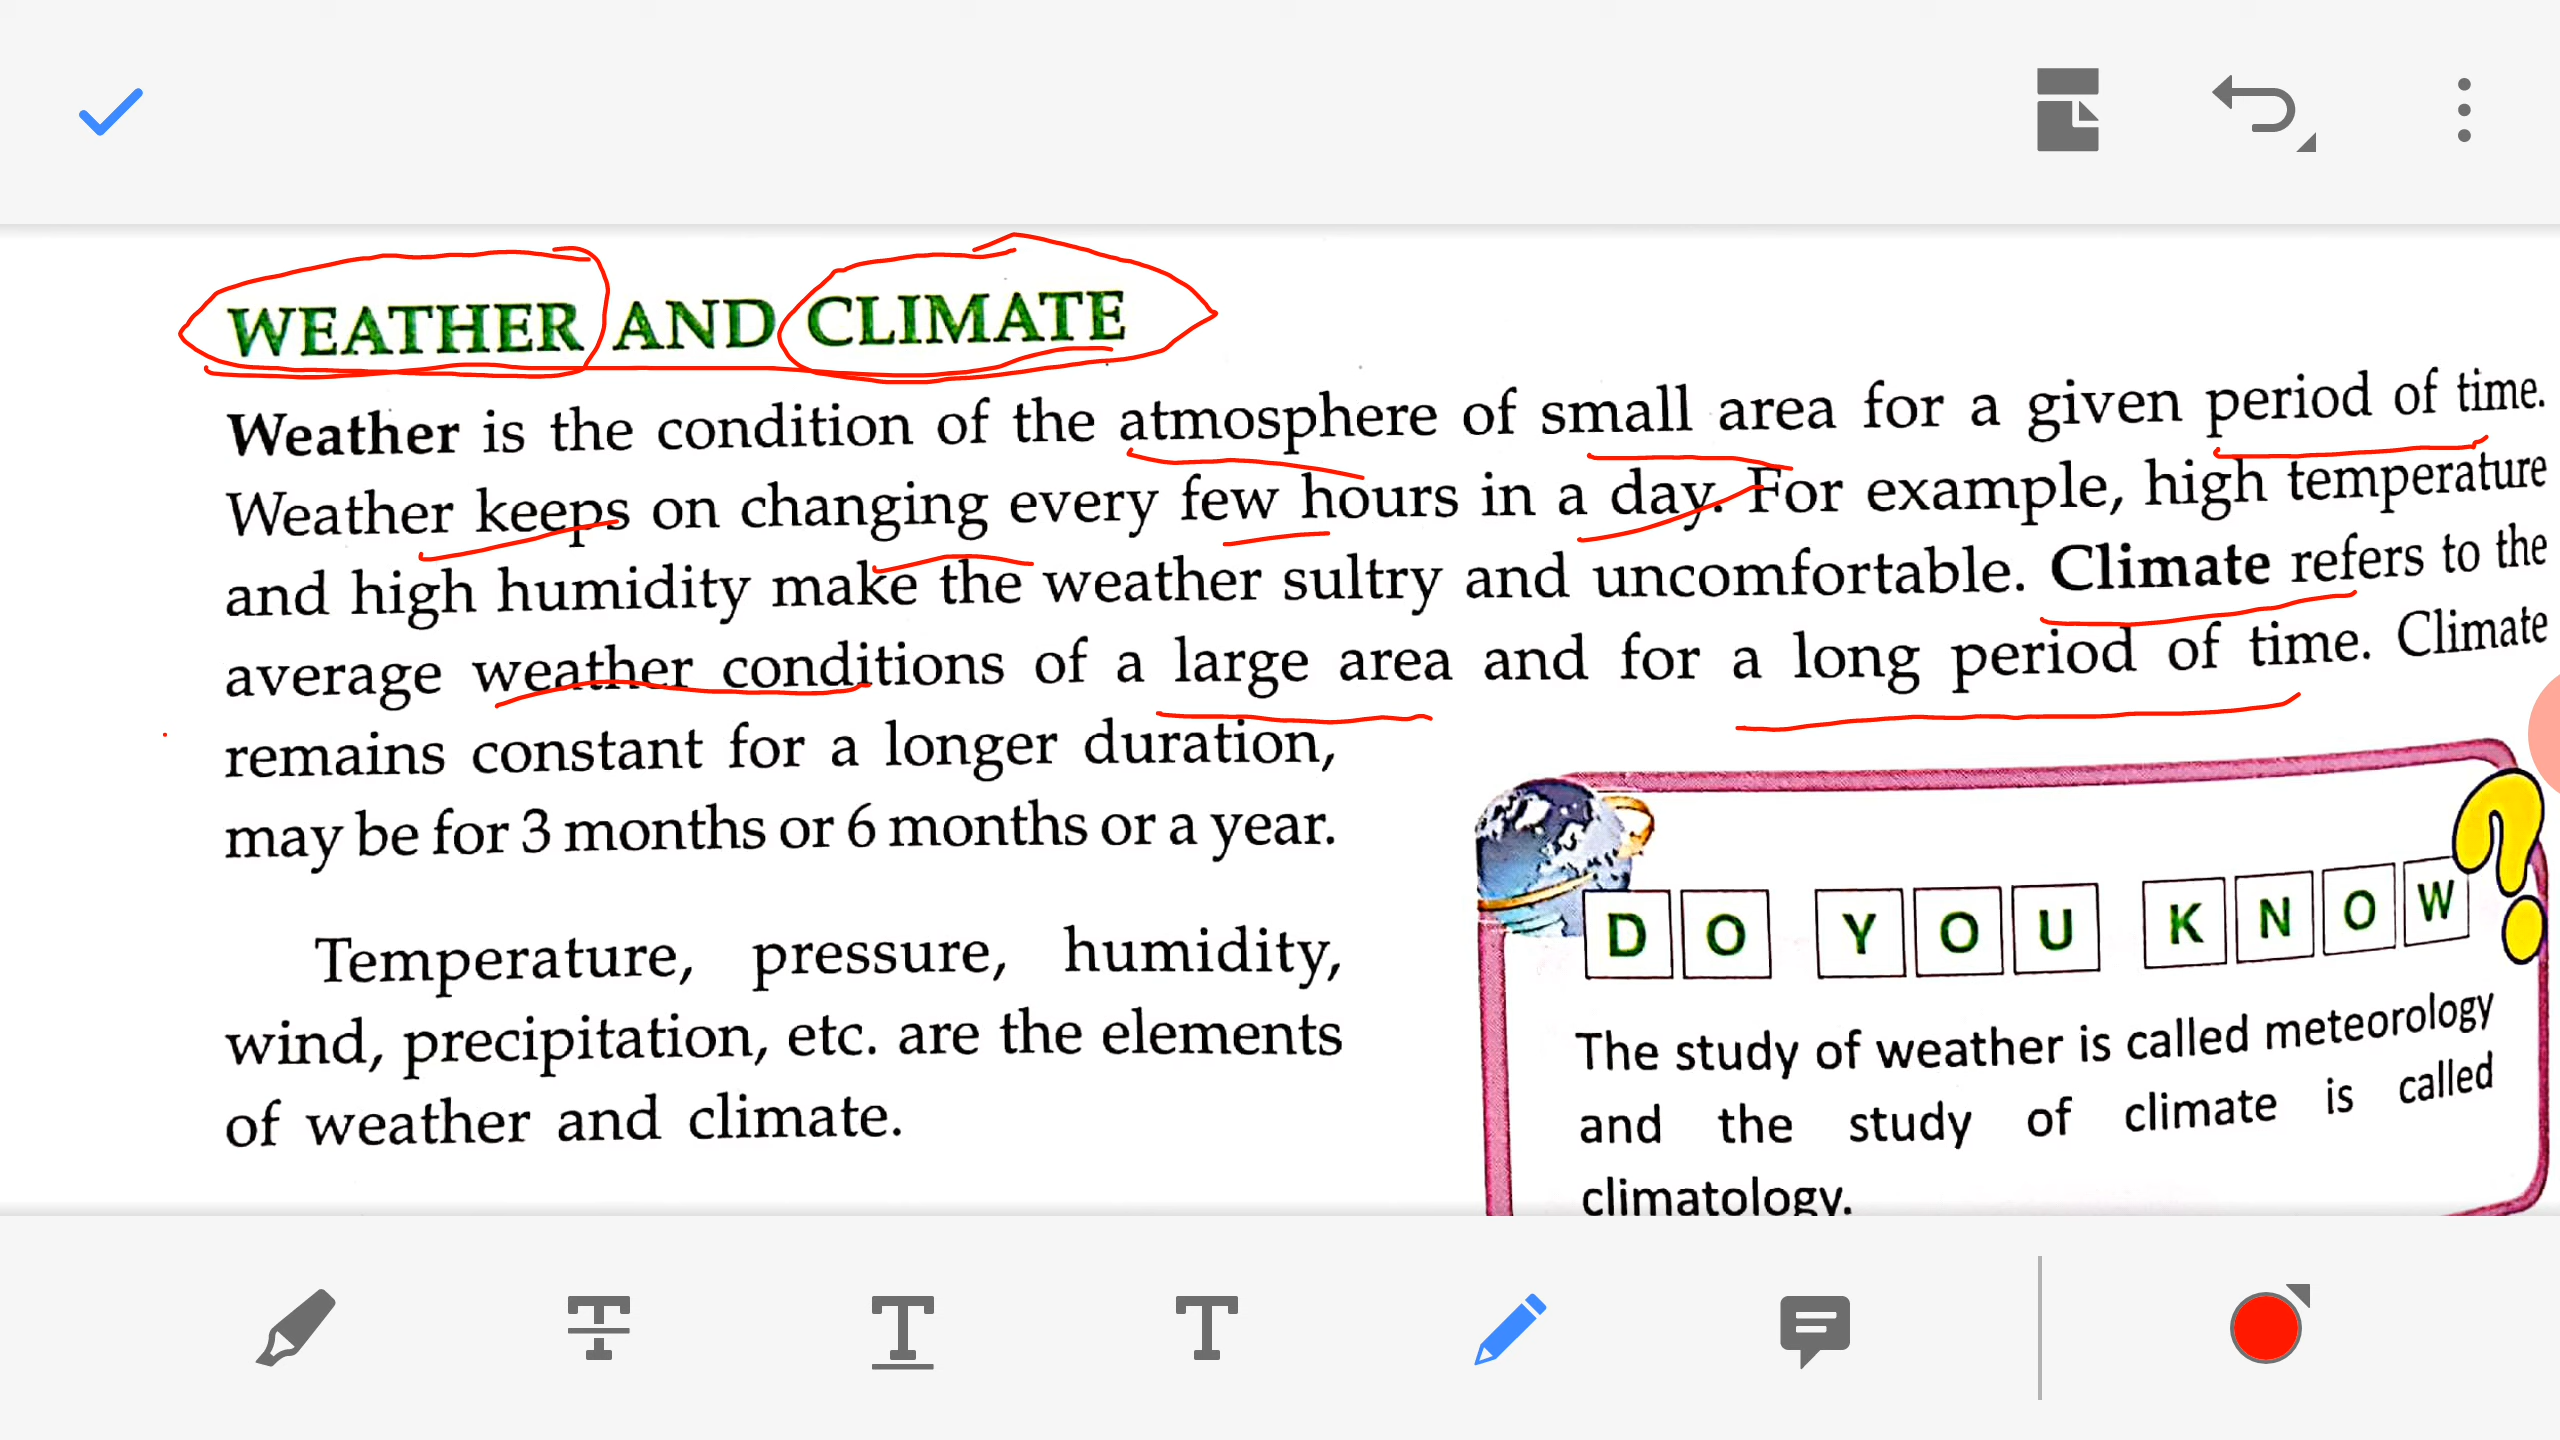 WEATHER AND CLIMATE
Weather is the condition of the atmosphere of small area for a given period of time.
Weather keeps on changing every few hours in a day. For example, high temperature
and high humidity make the weather sultry and uncomfortable. Climate refers to the
average weather conditions of a large area and for a long period of time. Climate
remains constant for a longer duration,
may be for 3 months or 6 months or a year.
Temperature, pressure, humidity,
wind, precipitation, etc. are the elements
of weather and climate.
DO YOU KNOW ?
The study of weather is called meteorology
and the study of climate is called
climatology.